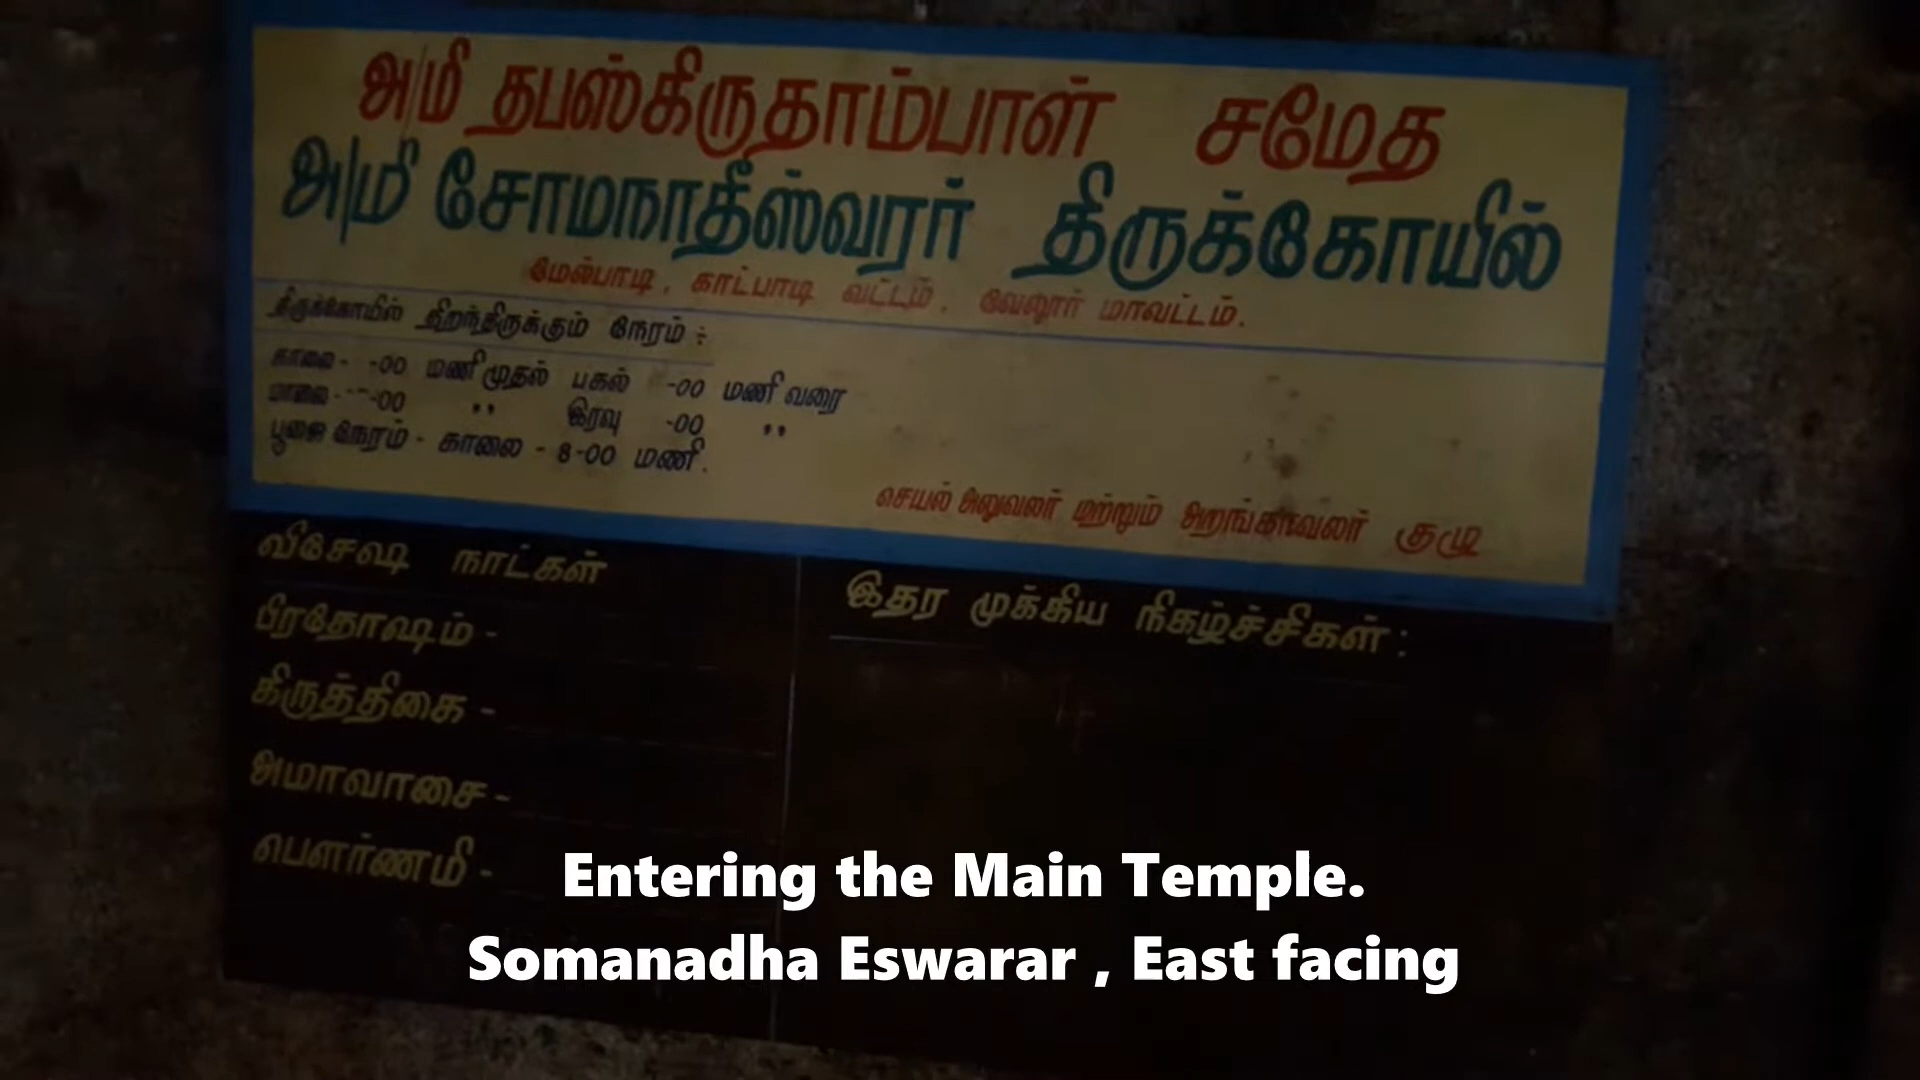 அ/மி தபஸ்கிருதாம்பாள் சமேத
அ/மி சோமநாதீஸ்வரர் திருக்கோயில்
மேல்பாடி, காட்பாடி வட்டம், வேலூர் மாவட்டம்.
திருக்கோயில் திறந்திருக்கும் நேரம் :
காலை - -00 மணி முதல் பகல் -00 மணி வரை
மாலை - -00 ,, இரவு -00 ,,
பூஜை நேரம் - காலை - 8-00 மணி.
செயல் அலுவலர் மற்றும் அறங்காவலர் குழு
விசேஷ நாட்கள்
பிரதோஷம் -
கிருத்திகை -
அமாவாசை -
பௌர்ணமி -
இதர முக்கிய நிகழ்ச்சிகள் :
Entering the Main Temple.
Somanadha Eswarar , East facing